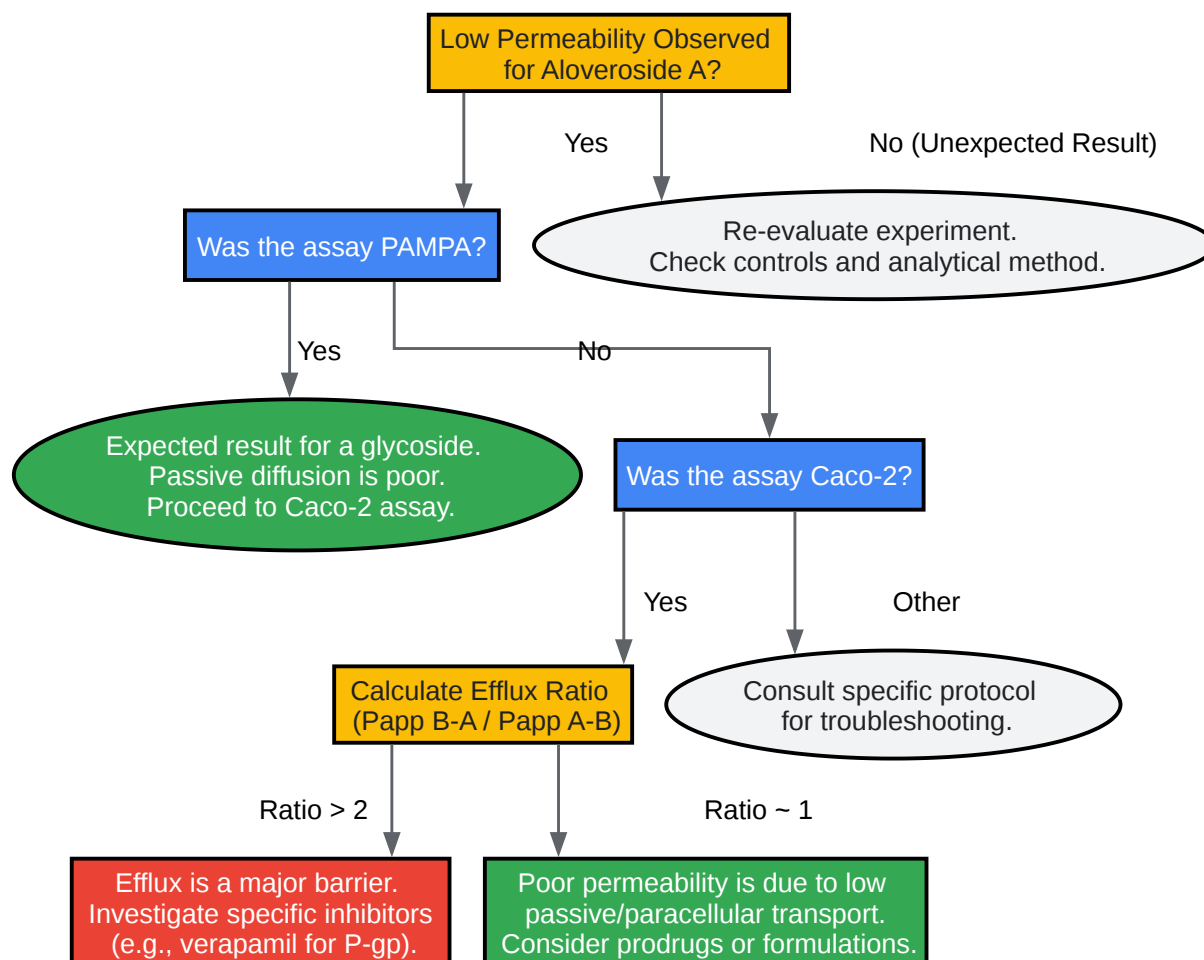 Low Permeability Observed
for Aloveroside A?
Yes
No (Unexpected Result)
Was the assay PAMPA?
Re-evaluate experiment.
Check controls and analytical method.
Yes
No
Expected result for a glycoside.
Passive diffusion is poor.
Proceed to Caco-2 assay.
Was the assay Caco-2?
Yes
Other
Calculate Efflux Ratio
(Papp B-A / Papp A-B)
Consult specific protocol
for troubleshooting.
Ratio > 2
Ratio ~ 1
Efflux is a major barrier.
Investigate specific inhibitors
(e.g., verapamil for P-gp).
Poor permeability is due to low
passive/paracellular transport.
Consider prodrugs or formulations.